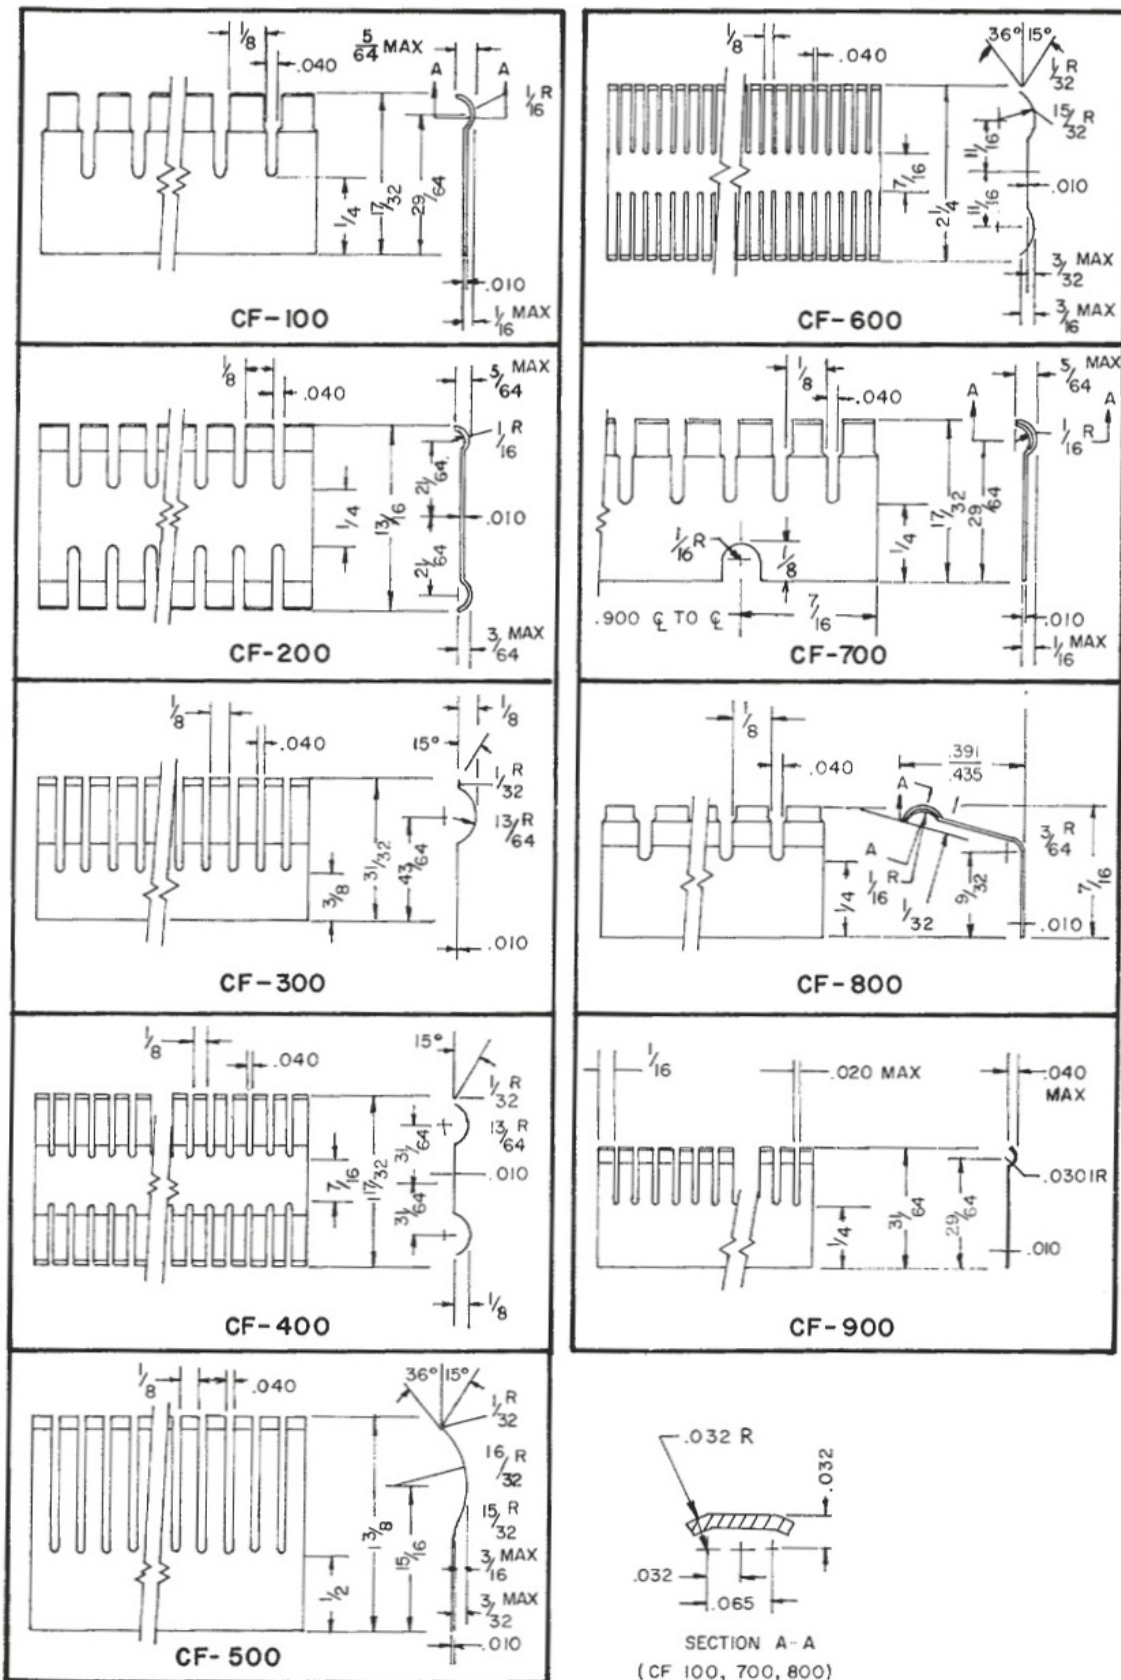 1/8
5/64 MAX
.040
A A
1/16 R
1/4
17/32
29/64
.010
1/16 MAX
CF-100
1/8
.040
5/64 MAX
1/16 R
21/64
1/4
13/16
.010
21/64
3/64 MAX
CF-200
1/8
.040
1/8
15°
1/32 R
13/64 R
3/8
31/32
43/64
.010
CF-300
1/8
.040
15°
1/32 R
13/64 R
31/64
7/16
1 17/32
.010
31/64
1/8
CF-400
1/8
.040
36° 15°
1/32 R
16/32 R
15/32 R
1/2
1 3/8
15/16
3/16 MAX
3/32 MAX
.010
CF-500
1/8
.040
36° 15°
1/32 R
15/32 R
11/16
7/16
2 1/4
.010
11/16
3/32 MAX
3/16 MAX
CF-600
1/8
.040
5/64 MAX
A A
1/16 R
1/16 R
1/8
1/4
17/32
29/64
.900 ℄ TO ℄
7/16
.010
1/16 MAX
CF-700
1/8
.040
.391
.435
A
A
1/16 R
1/32
3/64 R
1/4
9/32
7/16
.010
CF-800
1/16
.020 MAX
.040 MAX
.030 IR
1/4
31/64
29/64
.010
CF-900
.032 R
.032
.032
.065
SECTION A-A
(CF 100, 700, 800)